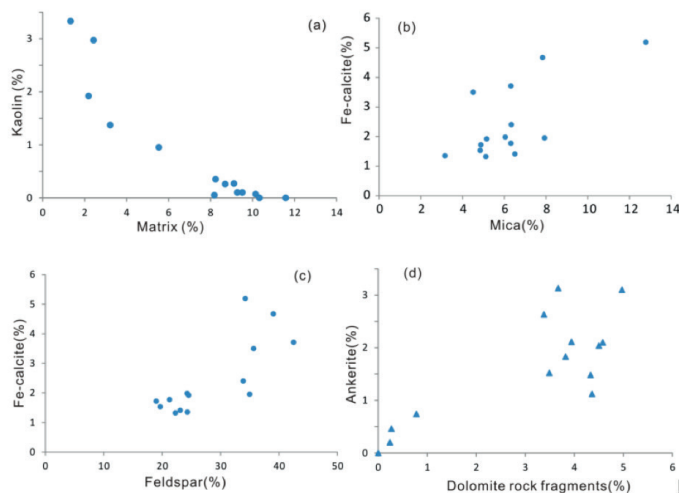 (a)
Kaolin (%)
3
2
1
0
0 2 4 6 8 10 12 14
Matrix (%)
(b)
Fe-calcite(%)
6
5
4
3
2
1
0
0 2 4 6 8 10 12 14
Mica(%)
(c)
Fe-calcite(%)
6
5
4
3
2
1
0
0 10 20 30 40 50
Feldspar(%)
(d)
Ankerite(%)
3
2
1
0
0 1 2 3 4 5 6
Dolomite rock fragments(%)